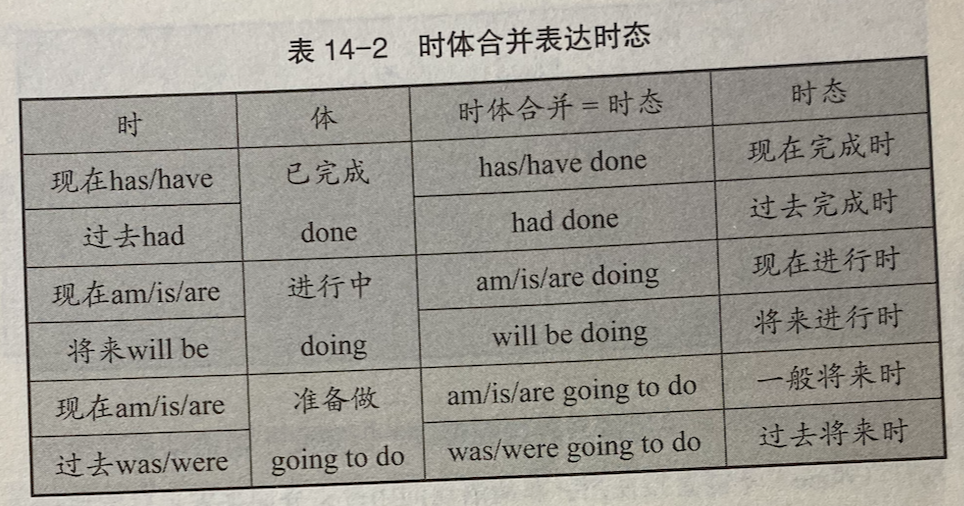 表 14-2 时体合并表达时态
时 体 时体合并=时态 时态
现在has/have 已完成 has/have done 现在完成时
过去had done had done 过去完成时
现在am/is/are 进行中 am/is/are doing 现在进行时
将来will be doing will be doing 将来进行时
现在am/is/are 准备做 am/is/are going to do 一般将来时
过去was/were going to do was/were going to do 过去将来时